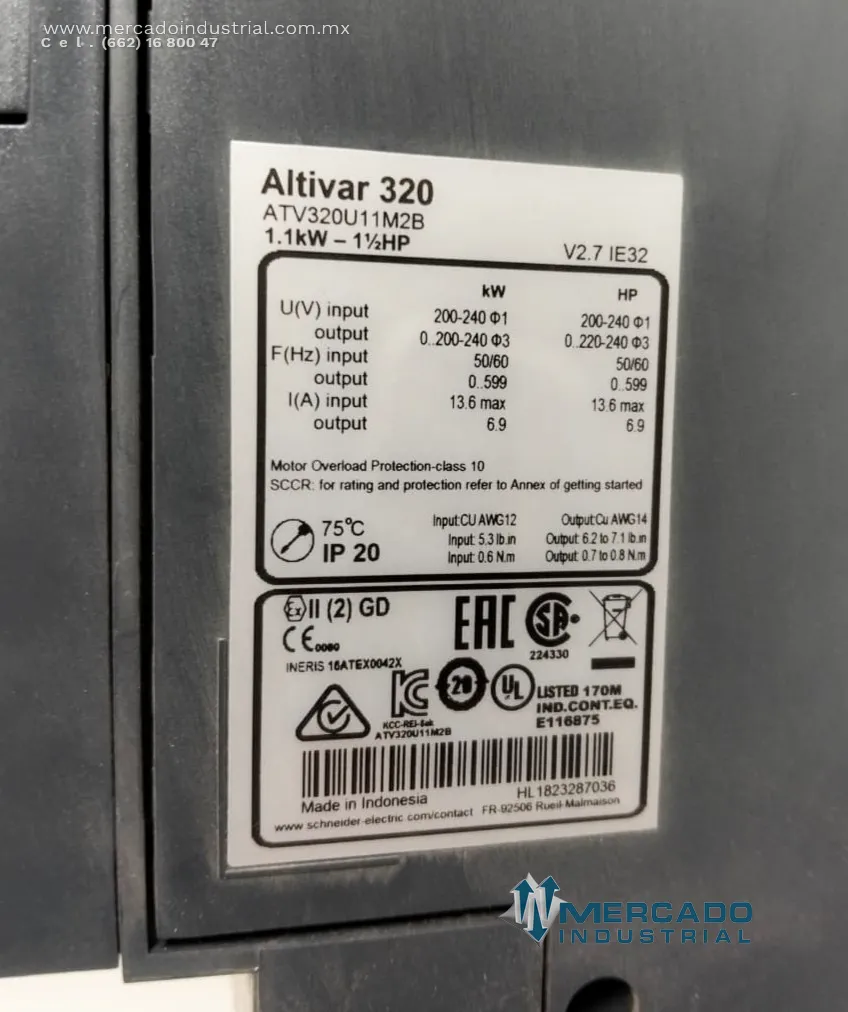 www.mercadoindustrial.com.mx
Cel. (662) 16 800 47
Altivar 320
ATV320U11M2B
1.1kW – 1½HP
V2.7 IE32
kW HP
U(V) input 200-240 Φ1 200-240 Φ1
output 0..200-240 Φ3 0..220-240 Φ3
F(Hz) input 50/60 50/60
output 0..599 0..599
I(A) input 13.6 max 13.6 max
output 6.9 6.9
Motor Overload Protection-class 10
SCCR: for rating and protection refer to Annex of getting started
75°C Input:CU AWG12 Output:Cu AWG14
IP 20 Input: 5.3 lb.in Output: 6.2 to 7.1 lb.in
Input: 0.6 N.m Output: 0.7 to 0.8 N.m
Ex II (2) GD
CE 0080
INERIS 16ATEX0042X
EAC
SA
224330
KC
20
UL
LISTED 170M
IND.CONT.EQ.
E116875
ATV320U11M2B
Made in Indonesia HL1823287036
www.schneider-electric.com/contact FR-92506 Rueil-Malmaison
MERCADO
INDUSTRIAL